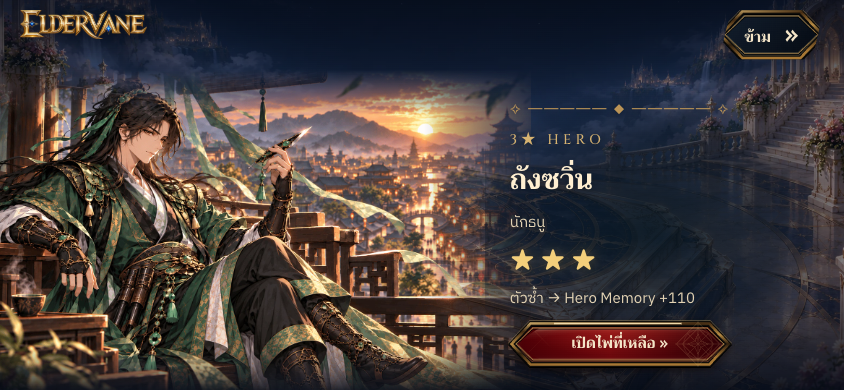 ELDERVANE
ข้าม »
3★ HERO
ถังซวิ่น
นักธนู
★ ★ ★
ตัวซ้ำ → Hero Memory +110
เปิดไพ่ที่เหลือ »